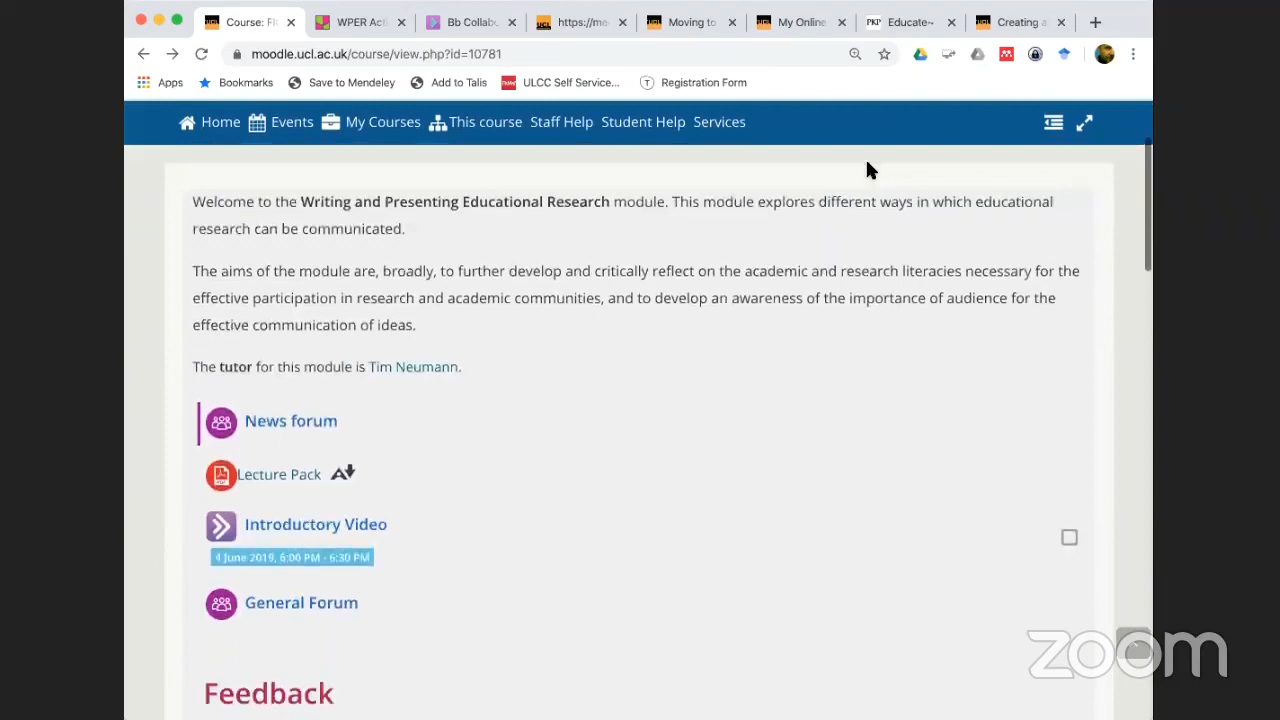 Course: FI
WPER Act
Bb Collabu
https://mo
Moving to
My Online
PKP Educate~
Creating a
moodle.ucl.ac.uk/course/view.php?id=10781
Apps Bookmarks Save to Mendeley Add to Talis ULCC Self Service... Registration Form
Home Events My Courses This course Staff Help Student Help Services
Welcome to the Writing and Presenting Educational Research module. This module explores different ways in which educational
research can be communicated.
The aims of the module are, broadly, to further develop and critically reflect on the academic and research literacies necessary for the
effective participation in research and academic communities, and to develop an awareness of the importance of audience for the
effective communication of ideas.
The tutor for this module is Tim Neumann.
News forum
Lecture Pack
Introductory Video
4 June 2019, 6:00 PM - 6:30 PM
General Forum
Feedback
zoom